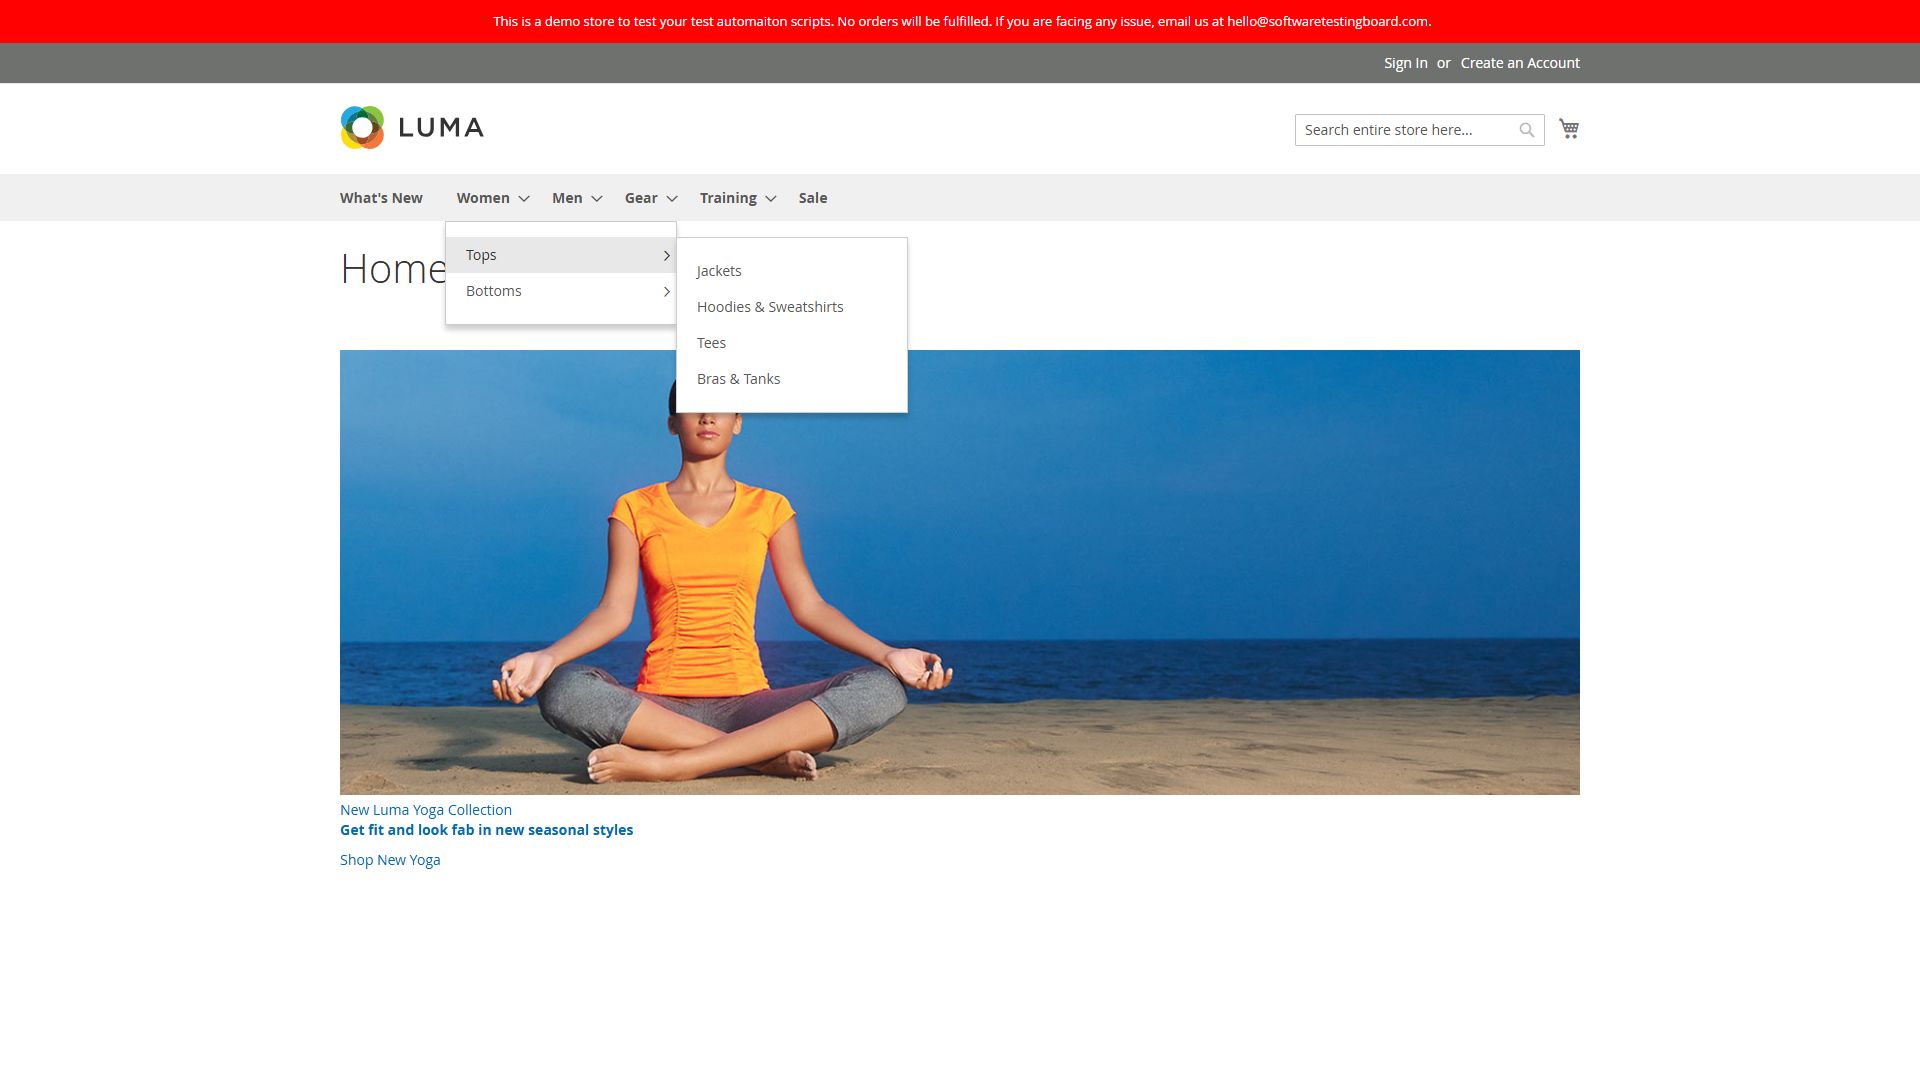 This is a demo store to test your test automaiton scripts. No orders will be fulfilled. If you are facing any issue, email us at hello@softwaretestingboard.com.
Sign In or Create an Account
LUMA
Search entire store here...
What's New Women Men Gear Training Sale
Home
Tops
Bottoms
Jackets
Hoodies & Sweatshirts
Tees
Bras & Tanks
New Luma Yoga Collection
Get fit and look fab in new seasonal styles
Shop New Yoga